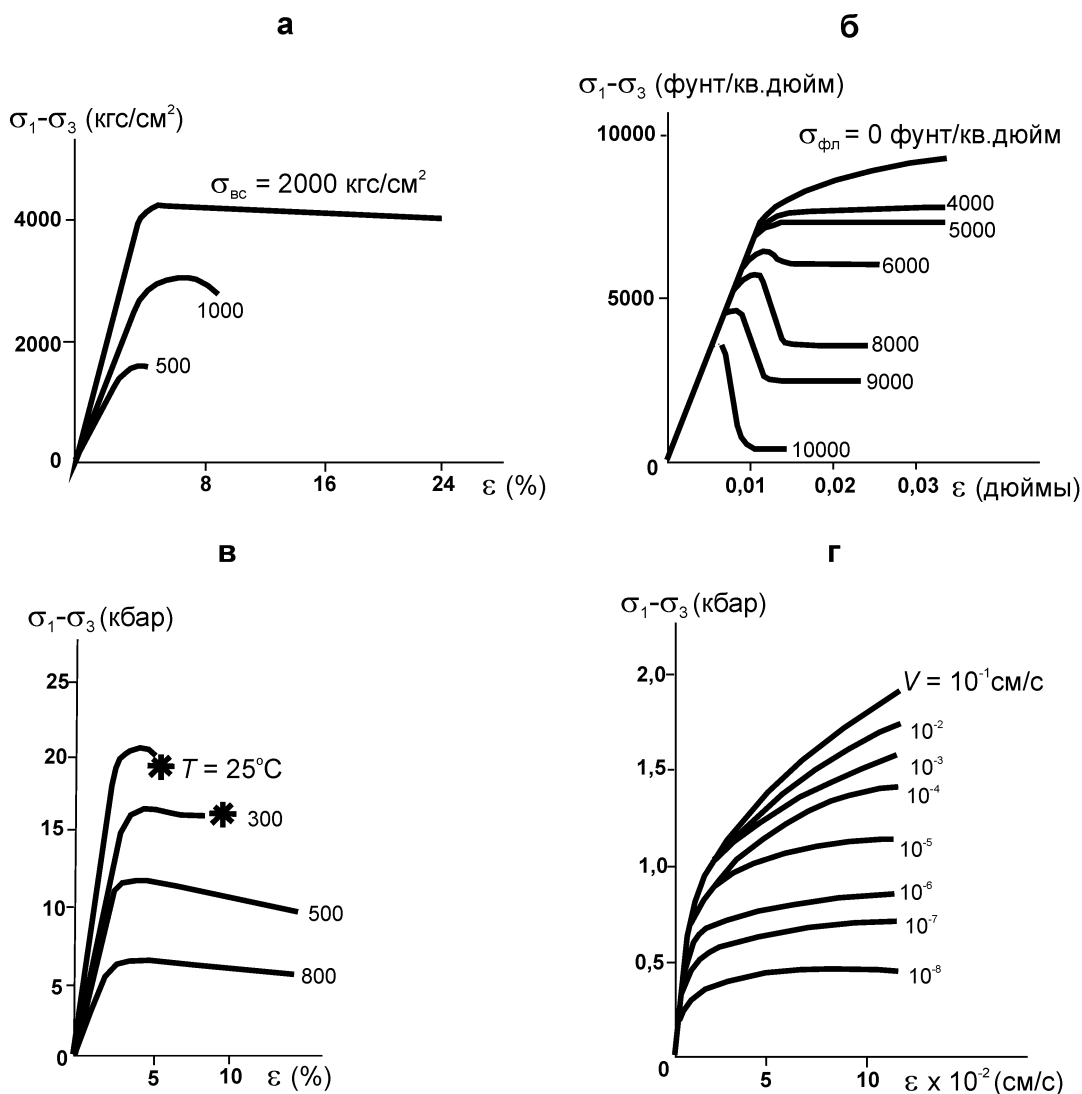 а
σ₁-σ₃ (кгс/см²)
σвс = 2000 кгс/см²
4000
1000
2000
500
0
8
16
24
ε (%)
б
σ₁-σ₃ (фунт/кв.дюйм)
10000
σфл = 0 фунт/кв.дюйм
4000
5000
6000
5000
8000
9000
10000
0
0,01
0,02
0,03
ε (дюймы)
в
σ₁-σ₃ (кбар)
25
20
T = 25°C
15
300
10
500
5
800
0
5
10
ε (%)
г
σ₁-σ₃ (кбар)
2,0
V = 10⁻¹см/с
10⁻²
10⁻³
1,5
10⁻⁴
10⁻⁵
1,0
10⁻⁶
10⁻⁷
0,5
10⁻⁸
0
5
10
ε x 10⁻² (см/с)